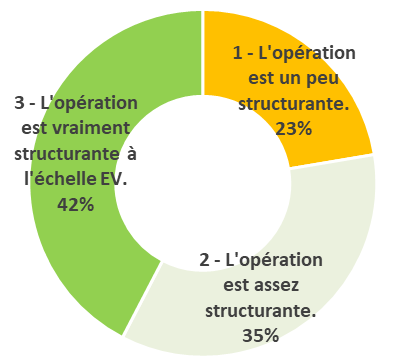 1 - L'opération
est un peu
structurante.
23%
2 - L'opération
est assez
structurante.
35%
3 - L'opération
est vraiment
structurante à
l'échelle EV.
42%